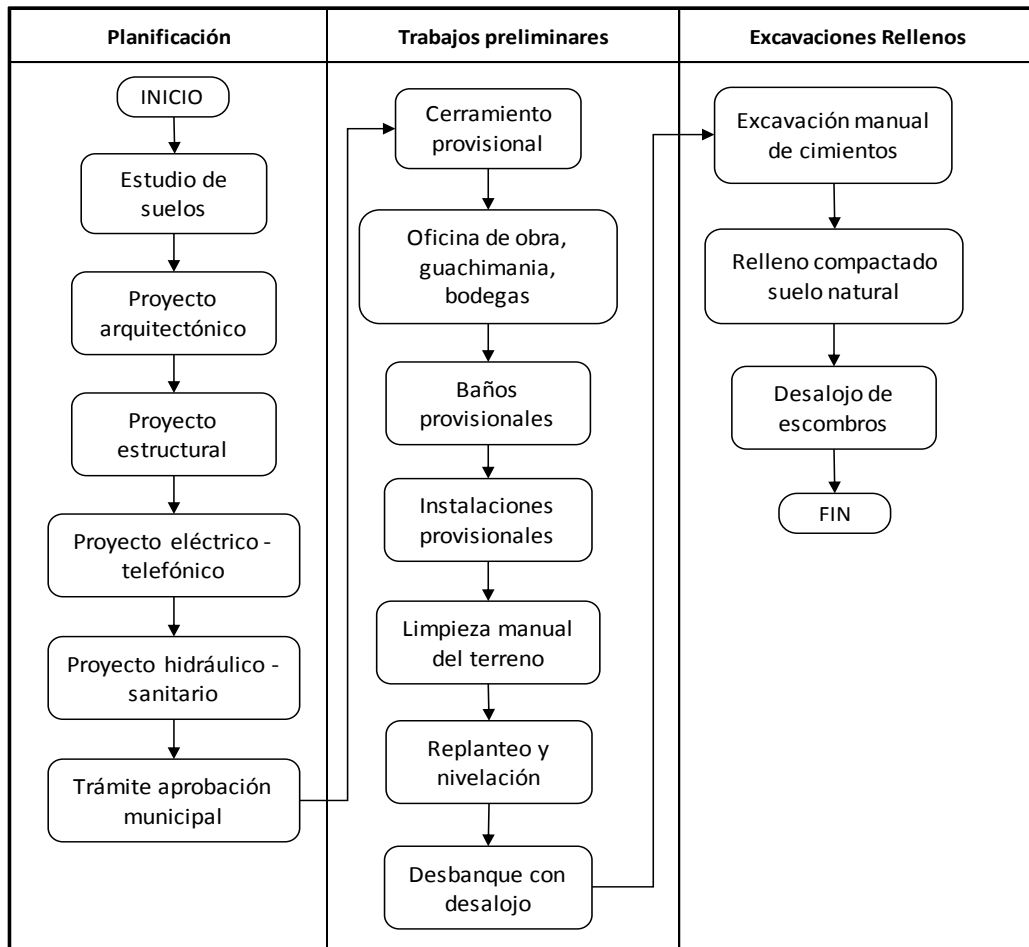 Planificación
Trabajos preliminares
Excavaciones Rellenos
INICIO
Estudio de
suelos
Proyecto
arquitectónico
Proyecto
estructural
Proyecto eléctrico -
telefónico
Proyecto hidráulico -
sanitario
Trámite aprobación
municipal
Cerramiento
provisional
Oficina de obra,
guachimania,
bodegas
Baños
provisionales
Instalaciones
provisionales
Limpieza manual
del terreno
Replanteo y
nivelación
Desbanque con
desalojo
Excavación manual
de cimientos
Relleno compactado
suelo natural
Desalojo de
escombros
FIN